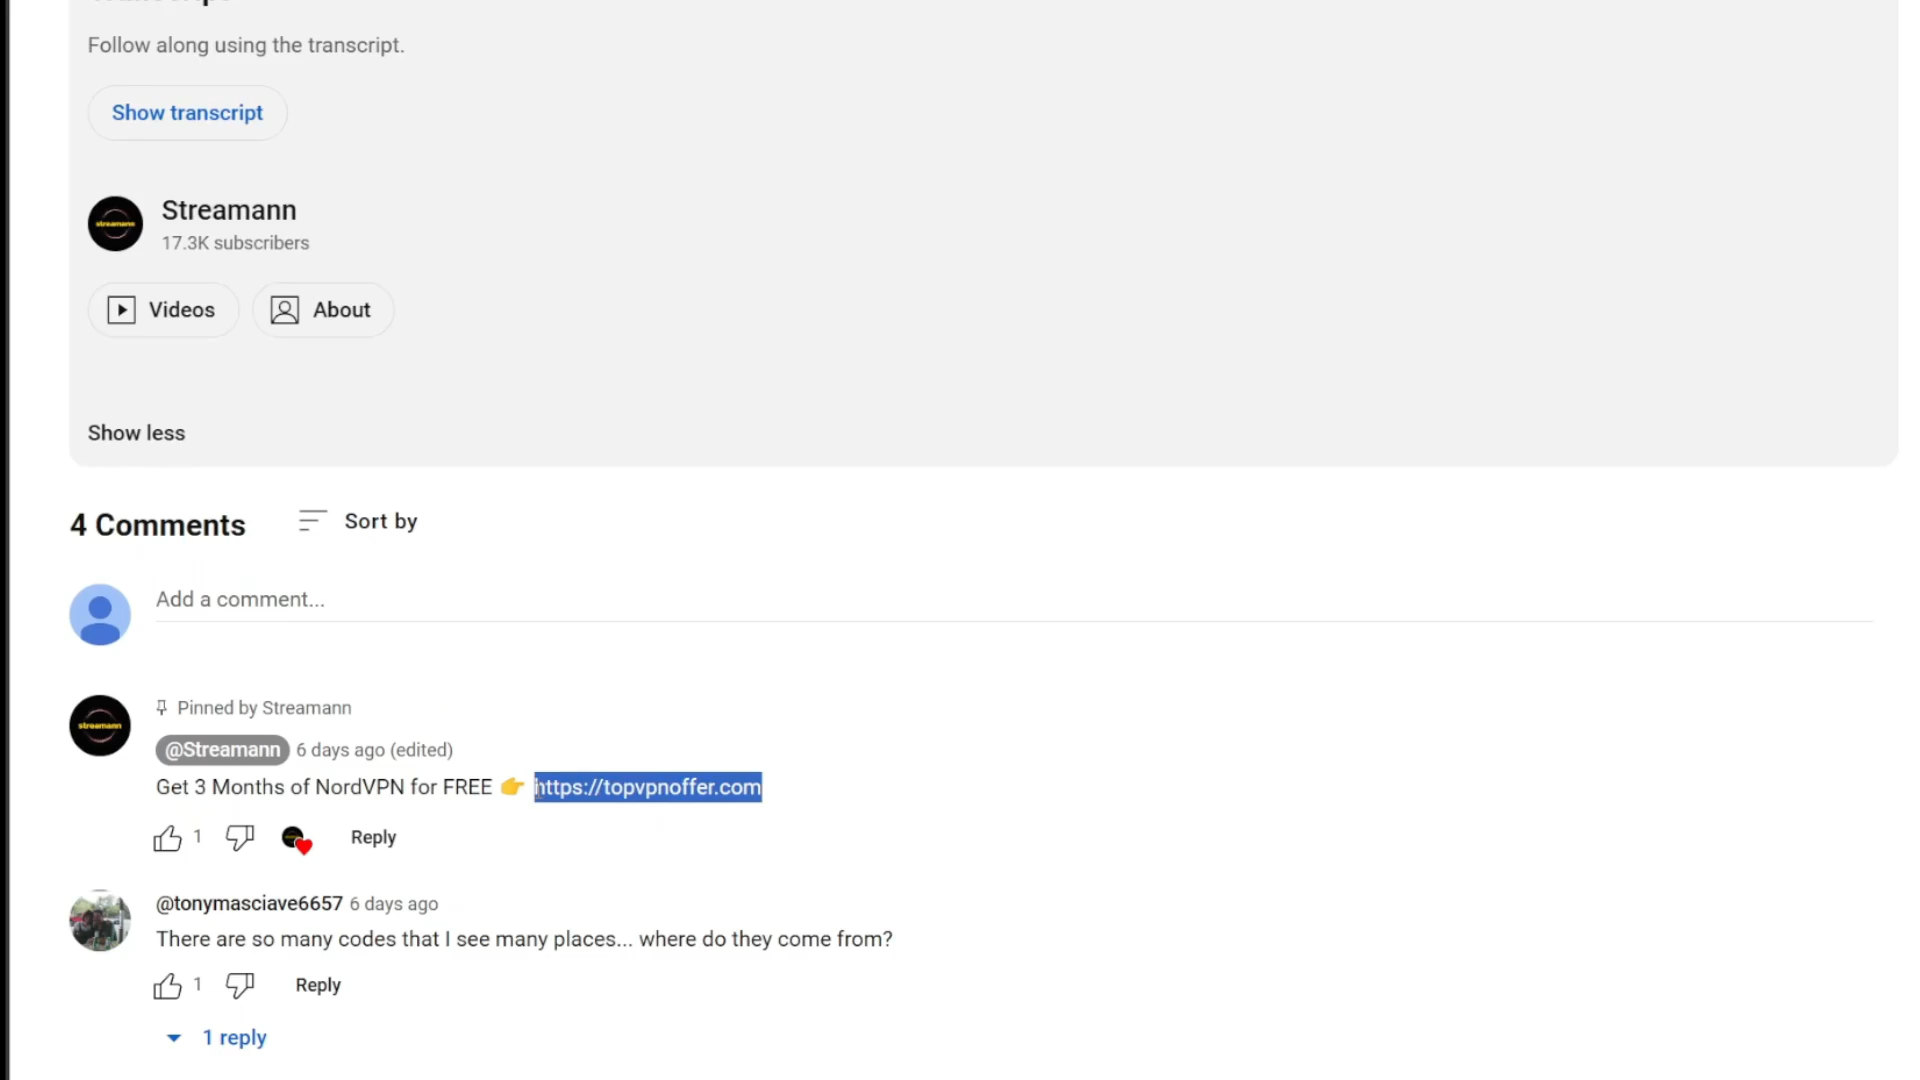 Follow along using the transcript.
Show transcript
streamann
Streamann
17.3K subscribers
Videos
About
Show less
4 Comments
Sort by
Add a comment...
streamann
Pinned by Streamann
@Streamann 6 days ago (edited)
Get 3 Months of NordVPN for FREE 👉 https://topvpnoffer.com
1
Reply
@tonymasciave6657 6 days ago
There are so many codes that I see many places... where do they come from?
1
Reply
1 reply